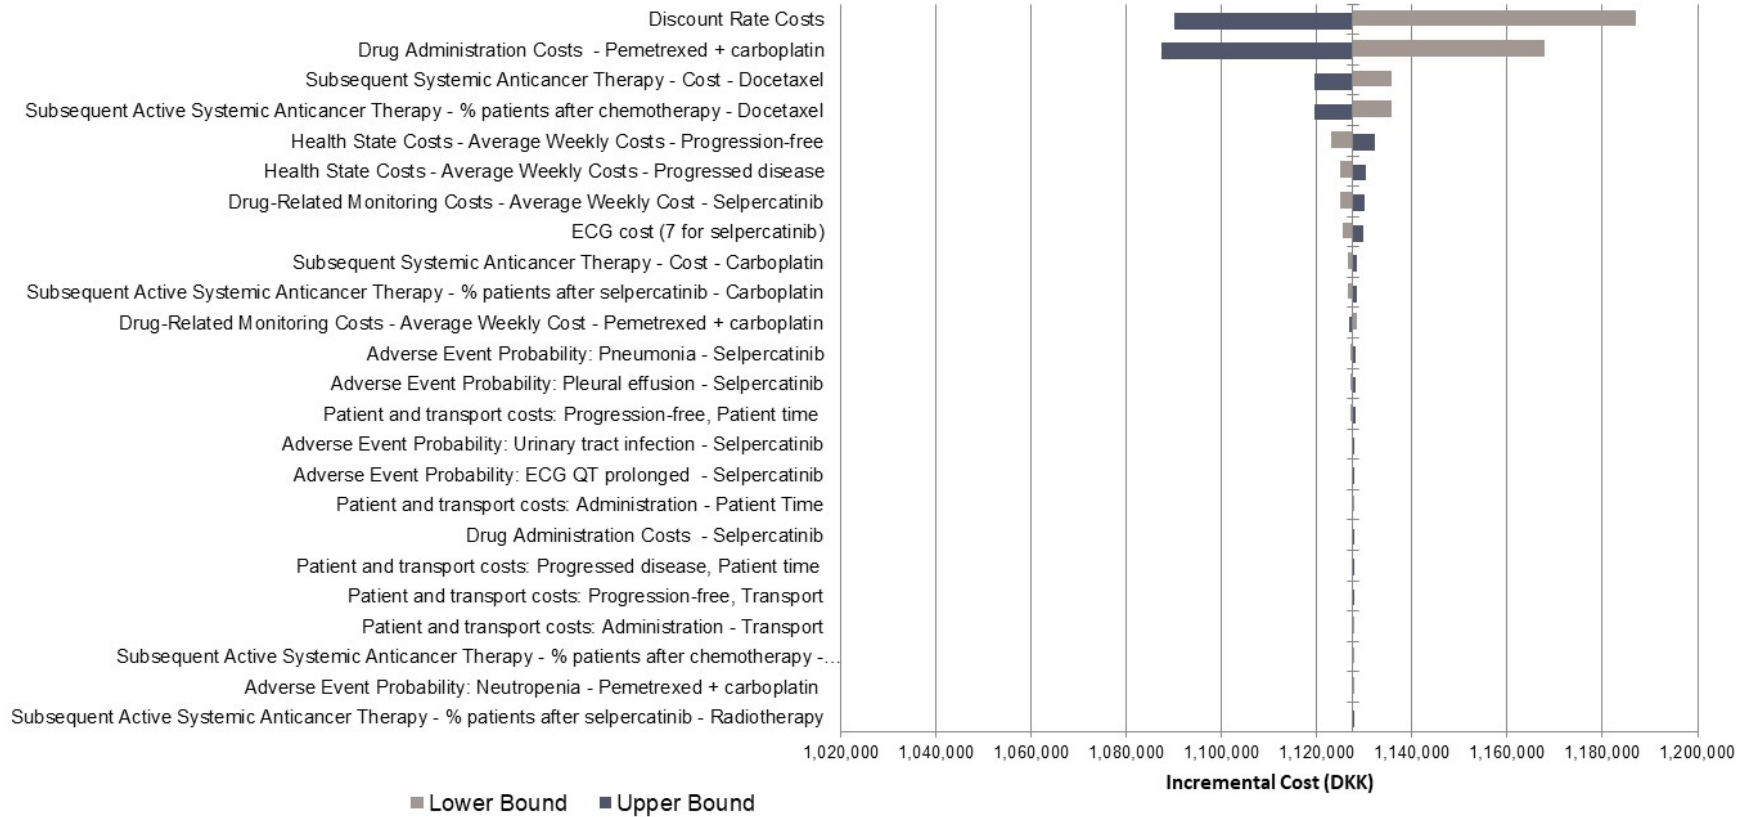 Discount Rate Costs
Drug Administration Costs  - Pemetrexed + carboplatin
Subsequent Systemic Anticancer Therapy - Cost - Docetaxel
Subsequent Active Systemic Anticancer Therapy - % patients after chemotherapy - Docetaxel
Health State Costs - Average Weekly Costs - Progression-free
Health State Costs - Average Weekly Costs - Progressed disease
Drug-Related Monitoring Costs - Average Weekly Cost - Selpercatinib
ECG cost (7 for selpercatinib)
Subsequent Systemic Anticancer Therapy - Cost - Carboplatin
Subsequent Active Systemic Anticancer Therapy - % patients after selpercatinib - Carboplatin
Drug-Related Monitoring Costs - Average Weekly Cost - Pemetrexed + carboplatin
Adverse Event Probability: Pneumonia - Selpercatinib
Adverse Event Probability: Pleural effusion - Selpercatinib
Patient and transport costs: Progression-free, Patient time
Adverse Event Probability: Urinary tract infection - Selpercatinib
Adverse Event Probability: ECG QT prolonged  - Selpercatinib
Patient and transport costs: Administration - Patient Time
Drug Administration Costs  - Selpercatinib
Patient and transport costs: Progressed disease, Patient time
Patient and transport costs: Progression-free, Transport
Patient and transport costs: Administration - Transport
Subsequent Active Systemic Anticancer Therapy - % patients after chemotherapy -...
Adverse Event Probability: Neutropenia - Pemetrexed + carboplatin
Subsequent Active Systemic Anticancer Therapy - % patients after selpercatinib - Radiotherapy
1,020,000 1,040,000 1,060,000 1,080,000 1,100,000 1,120,000 1,140,000 1,160,000 1,180,000 1,200,000
Incremental Cost (DKK)
Lower Bound Upper Bound